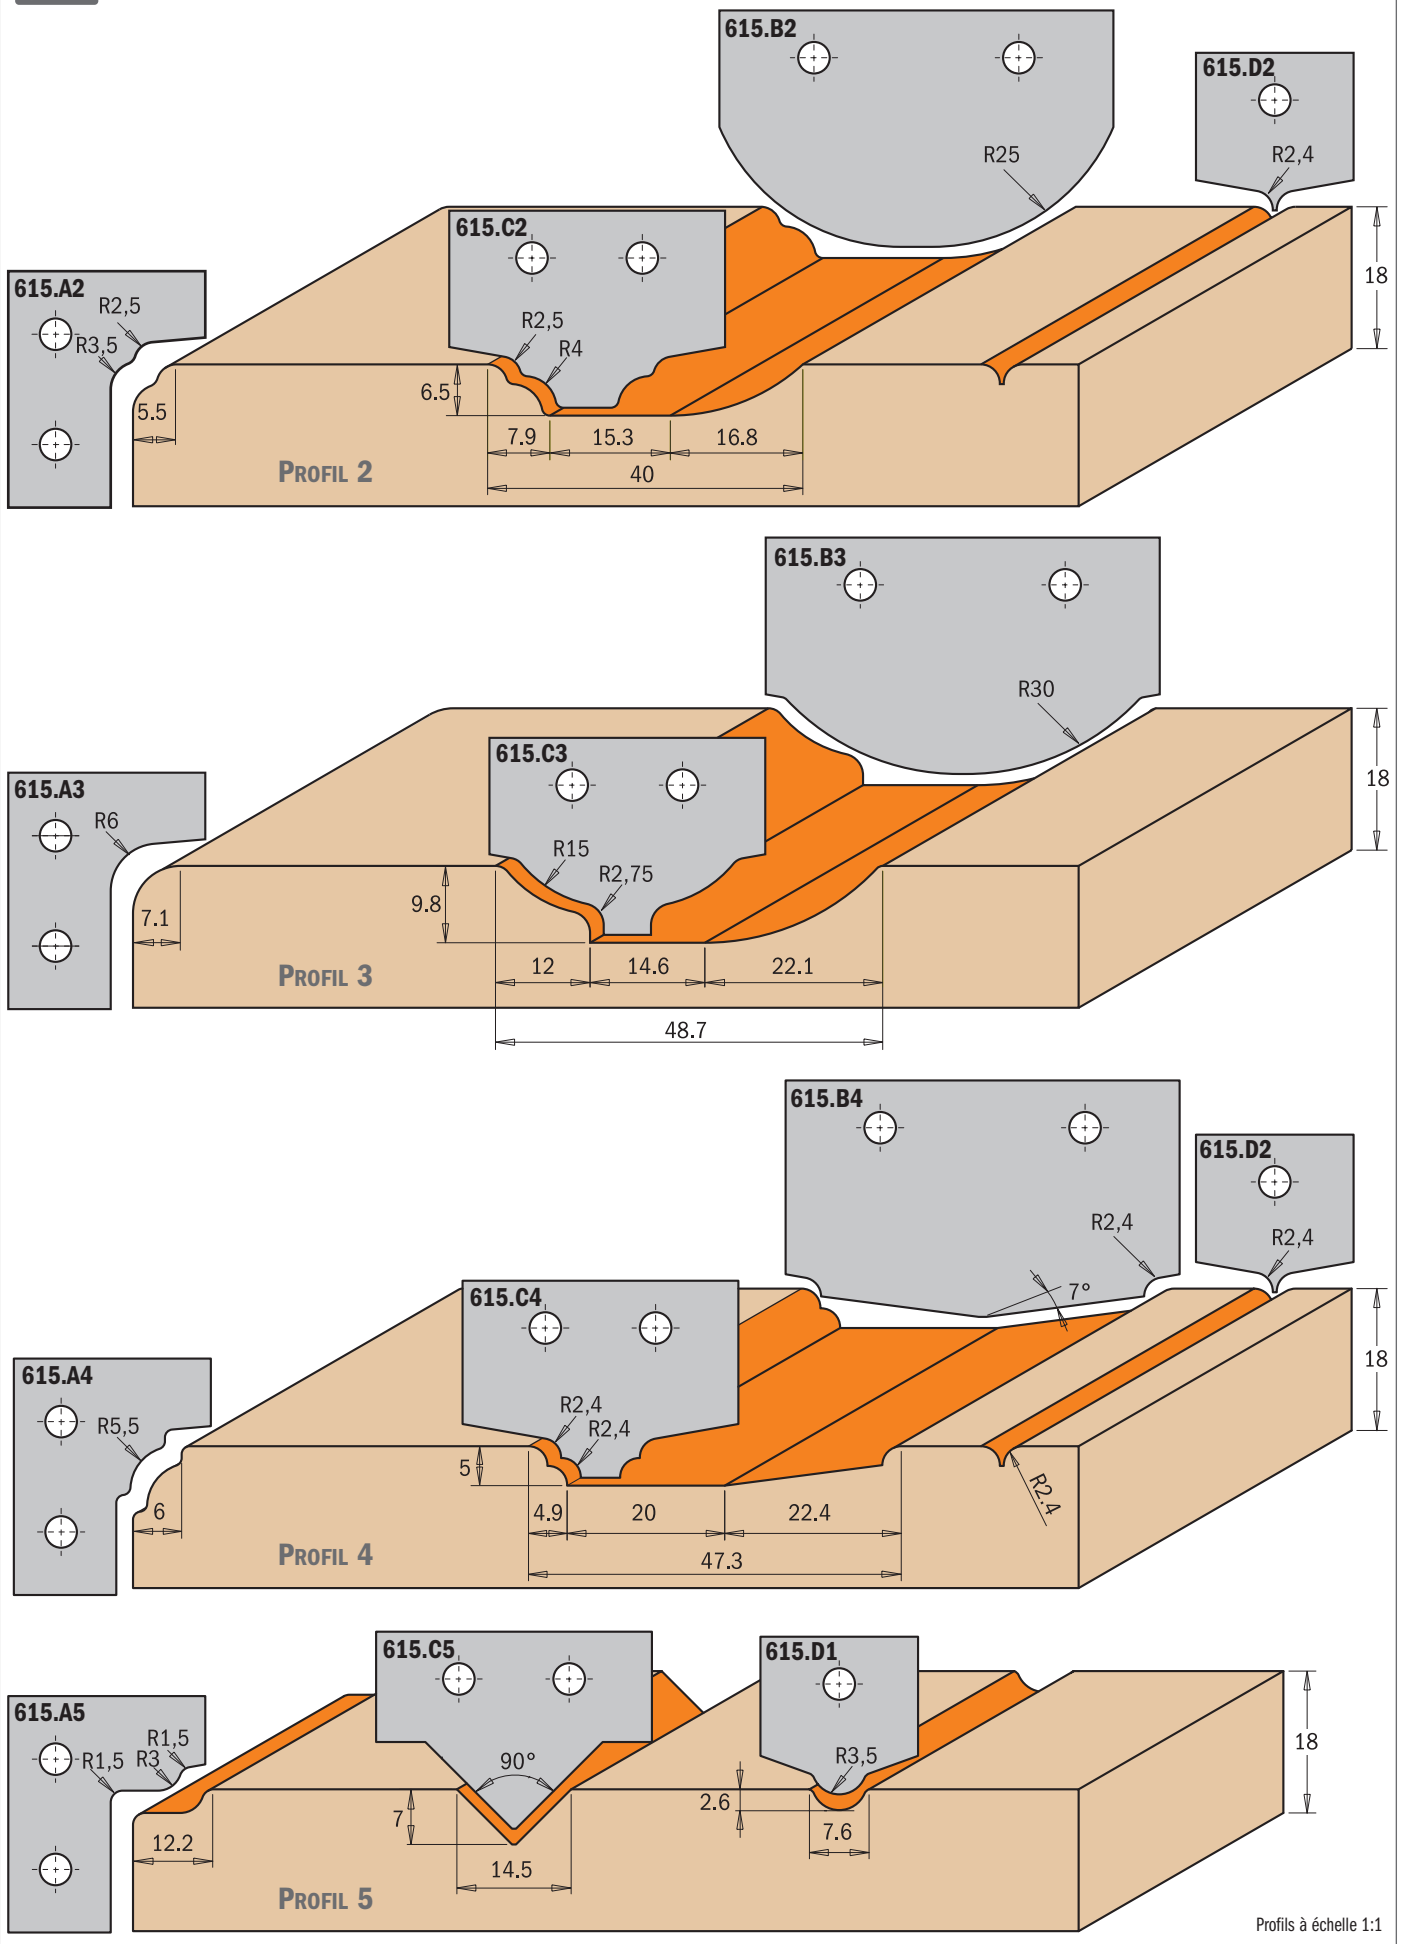 615.B2
615.D2
R25
R2,4
615.C2
615.A2
R2,5
R3,5
R2,5
R4
18
6.5
5.5
7.9
15.3
16.8
40
PROFIL 2
615.B3
R30
615.C3
615.A3
R6
R15
R2,75
18
9.8
7.1
12
14.6
22.1
48.7
PROFIL 3
615.B4
615.D2
R2,4
R2,4
7°
615.C4
615.A4
R5,5
R2,4
R2,4
18
5
6
4.9
20
22.4
R2.4
47.3
PROFIL 4
615.C5
615.D1
615.A5
R1,5
R1,5
R3
90°
R3,5
18
7
2.6
12.2
7.6
14.5
PROFIL 5
Profils à échelle 1:1